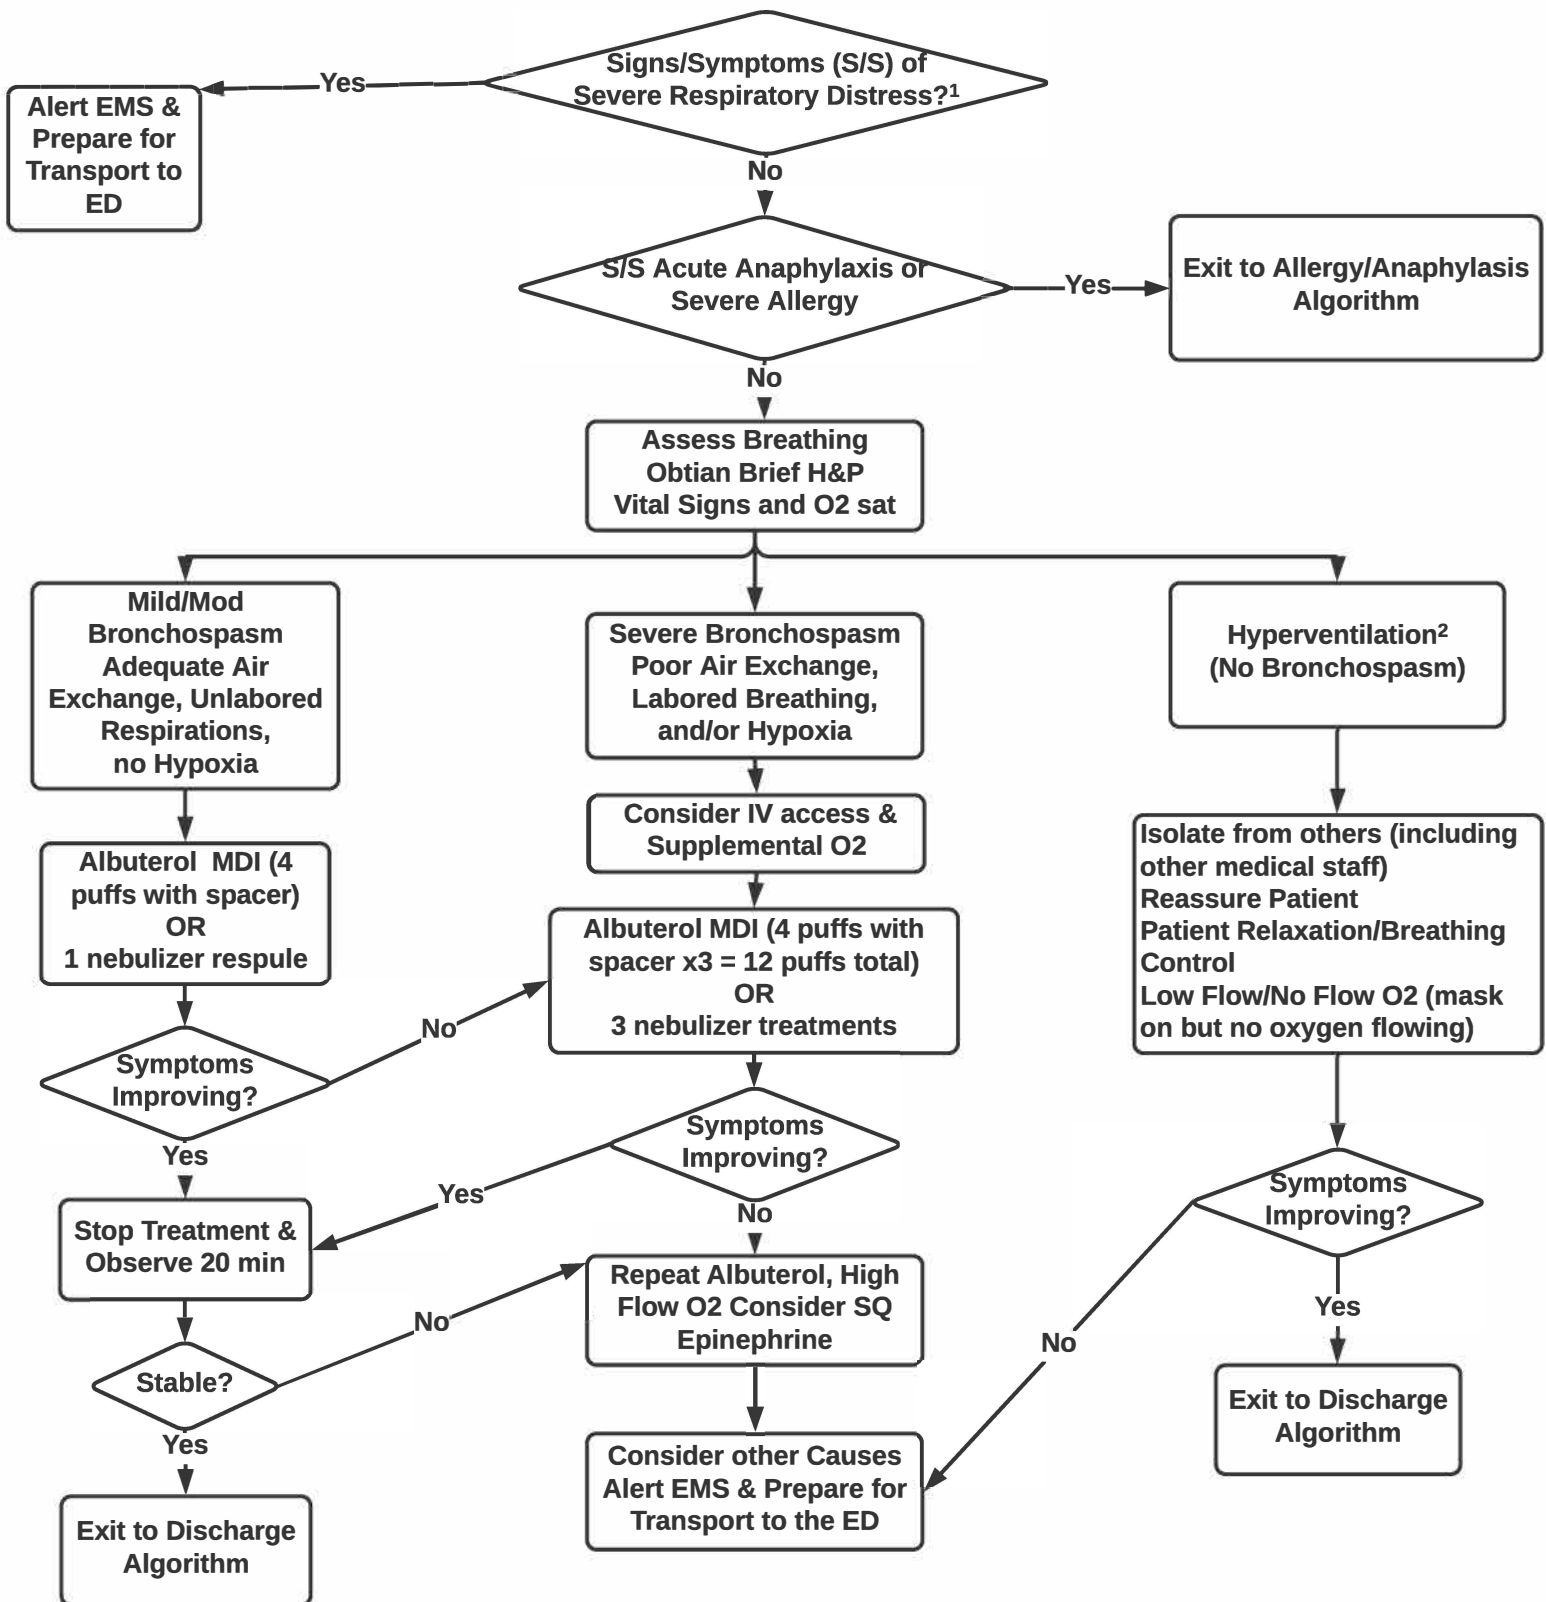 Signs/Symptoms (S/S) of
Severe Respiratory Distress?¹
Yes
Alert EMS &
Prepare for
Transport to
ED
No
S/S Acute Anaphylaxis or
Severe Allergy
Yes
Exit to Allergy/Anaphylasis
Algorithm
No
Assess Breathing
Obtian Brief H&P
Vital Signs and O2 sat
Mild/Mod
Bronchospasm
Adequate Air
Exchange, Unlabored
Respirations,
no Hypoxia
Severe Bronchospasm
Poor Air Exchange,
Labored Breathing,
and/or Hypoxia
Hyperventilation²
(No Bronchospasm)
Consider IV access &
Supplemental O2
Albuterol MDI (4
puffs with spacer)
OR
1 nebulizer respule
Albuterol MDI (4 puffs with
spacer x3 = 12 puffs total)
OR
3 nebulizer treatments
Isolate from others (including
other medical staff)
Reassure Patient
Patient Relaxation/Breathing
Control
Low Flow/No Flow O2 (mask
on but no oxygen flowing)
Symptoms
Improving?
No
Yes
Symptoms
Improving?
Yes
No
Symptoms
Improving?
No
Yes
Stop Treatment &
Observe 20 min
Repeat Albuterol, High
Flow O2 Consider SQ
Epinephrine
No
Stable?
Yes
Exit to Discharge
Algorithm
Consider other Causes
Alert EMS & Prepare for
Transport to the ED
Exit to Discharge
Algorithm